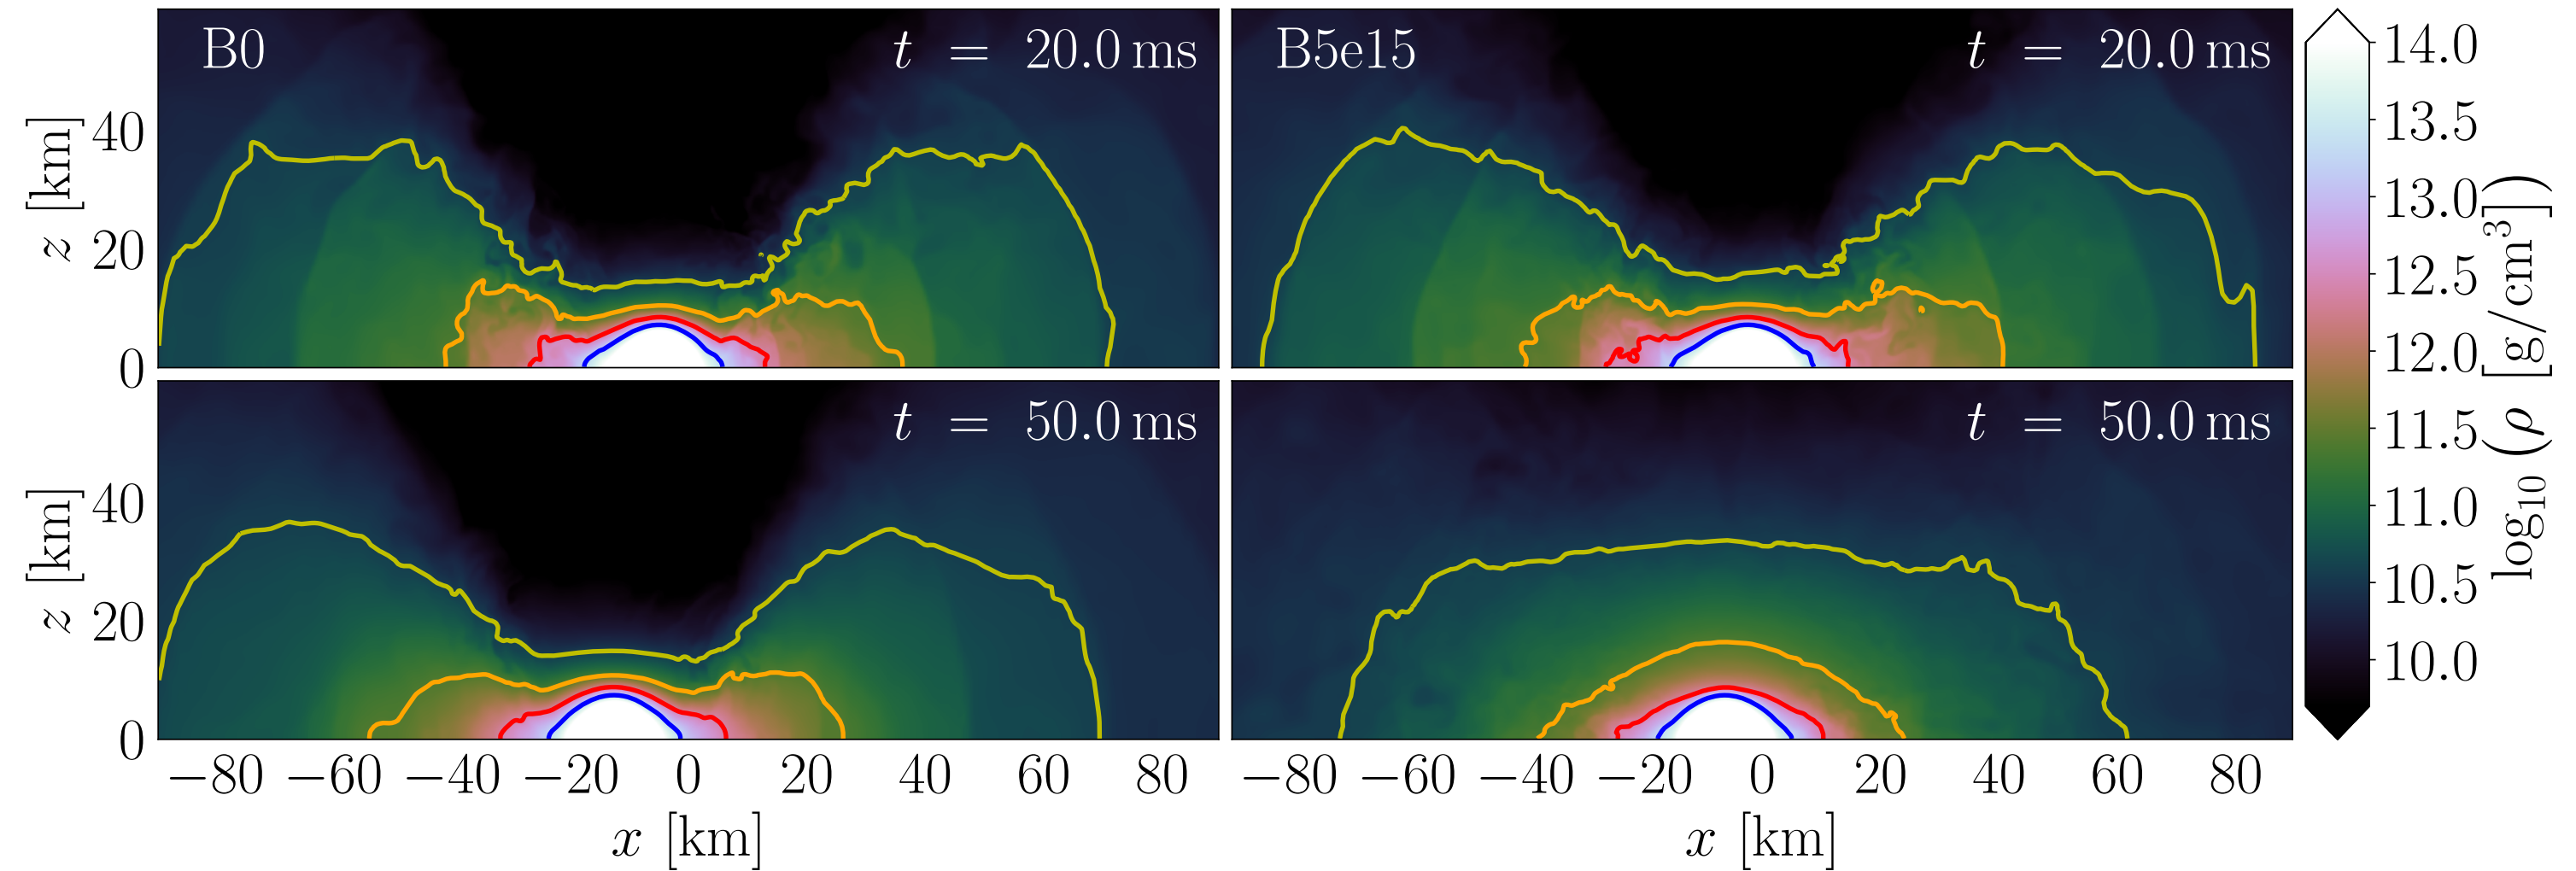 B0
t = 20.0 ms
B5e15
t = 20.0 ms
z [km]
40
20
0
t = 50.0 ms
t = 50.0 ms
z [km]
40
20
0
−80 −60 −40 −20 0 20 40 60 80
x [km]
−80 −60 −40 −20 0 20 40 60 80
x [km]
14.0
13.5
13.0
12.5
12.0
11.5
11.0
10.5
10.0
log₁₀ (ρ [g/cm³])